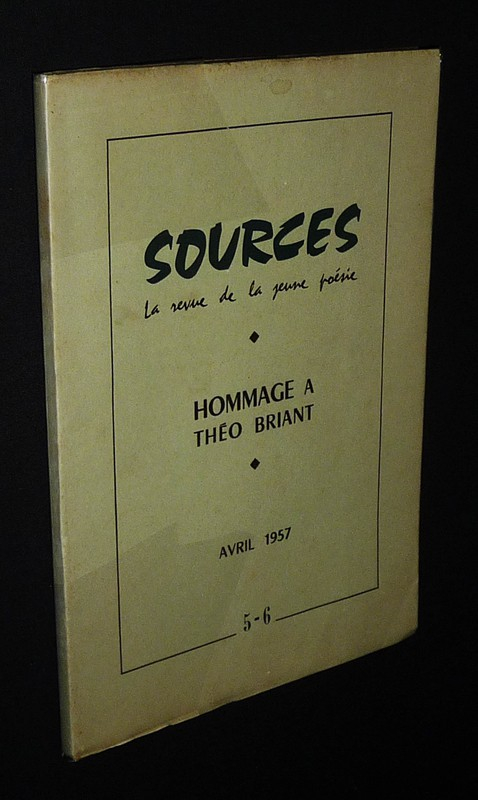 SOURCES
La revue de la jeune poésie
HOMMAGE A
THÉO BRIANT
AVRIL 1957
5-6